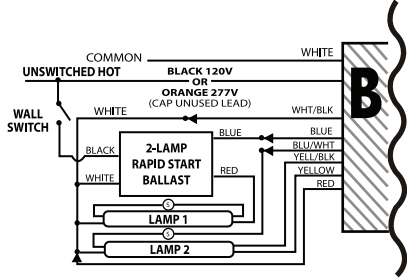 COMMON
WHITE
UNSWITCHED HOT
BLACK 120V
OR
ORANGE 277V
(CAP UNUSED LEAD)
WALL
SWITCH
WHITE
WHT/BLK
B
BLUE
BLUE
BLU/WHT
2-LAMP
RAPID START
BALLAST
BLACK
YELL/BLK
WHITE
RED
YELLOW
RED
S
LAMP 1
S
LAMP 2